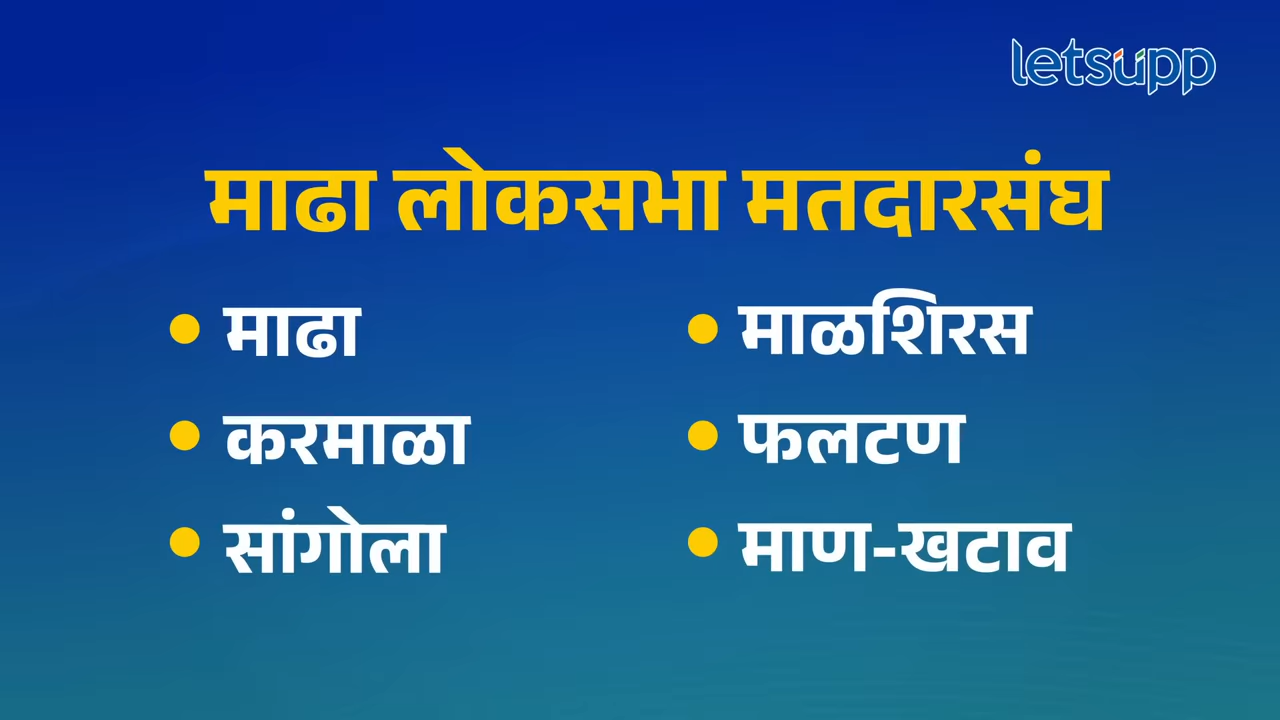 letsupp
माढा लोकसभा मतदारसंघ
माढा
करमाळा
सांगोला
माळशिरस
फलटण
माण-खटाव